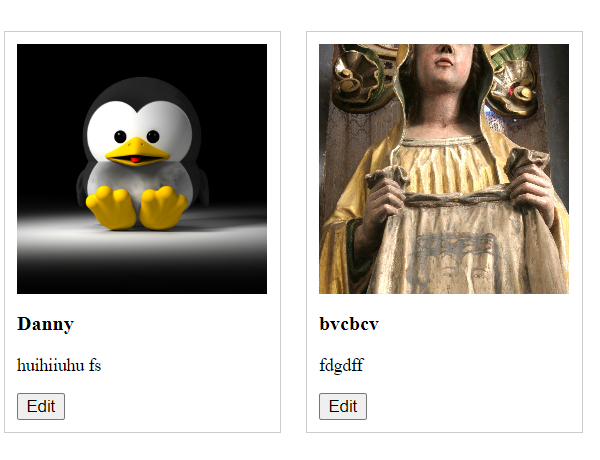 Danny
huihiiuhu fs
Edit
bvcbcv
fdgdff
Edit